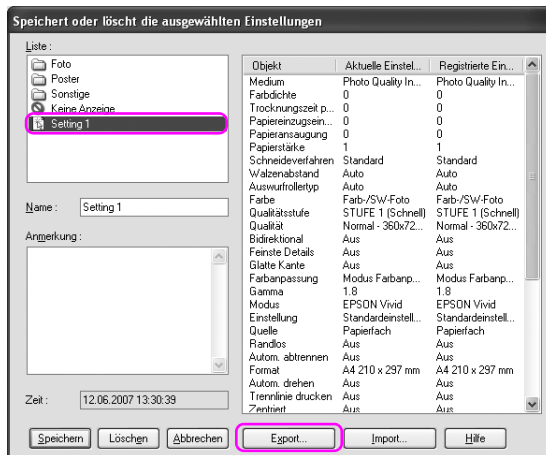 Speichert oder löscht die ausgewählten Einstellungen
Liste :
Foto
Poster
Sonstige
Keine Anzeige
Setting 1
Name : Setting 1
Anmerkung :
Zeit : 12.06.2007 13:30:39
Objekt Aktuelle Einstel... Registrierte Ein...
Medium Photo Quality In... Photo Quality In...
Farbdichte 0 0
Trocknungszeit p... 0 0
Papiereinzugsein... 0 0
Papieransaugung 0 0
Papierstärke 1 1
Schneideverfahren Standard Standard
Walzenabstand Auto Auto
Auswurfrollertyp Auto Auto
Farbe Farb-/SW-Foto Farb-/SW-Foto
Qualitätsstufe STUFE 1 (Schnell) STUFE 1 (Schnell)
Qualität Normal - 360x72... Normal - 360x72...
Bidirektional Aus Aus
Feinste Details Aus Aus
Glatte Kante Aus Aus
Farbanpassung Modus Farbanp... Modus Farbanp...
Gamma 1.8 1.8
Modus EPSON Vivid EPSON Vivid
Einstellung Standardeinstell... Standardeinstell...
Quelle Papierfach Papierfach
Randlos Aus Aus
Autom. abtrennen Aus Aus
Format A4 210 x 297 mm A4 210 x 297 mm
Autom. drehen Aus Aus
Trennlinie drucken Aus Aus
Zentriert Aus Aus
Speichern Löschen Abbrechen Export... Import... Hilfe